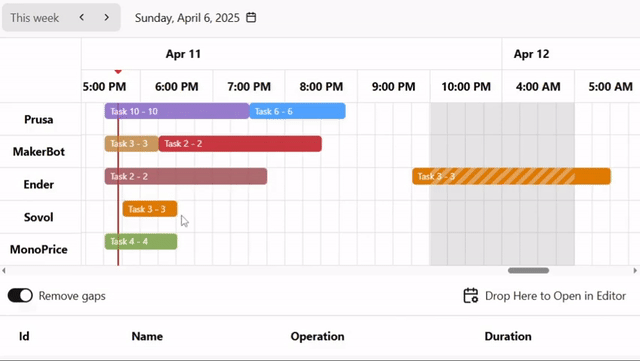 This week < > Sunday, April 6, 2025
Apr 11 Apr 12
5:00 PM 6:00 PM 7:00 PM 8:00 PM 9:00 PM 10:00 PM 4:00 AM 5:00 AM
Prusa Task 10 - 10 Task 6 - 6
MakerBot Task 3 - 3 Task 2 - 2
Ender Task 2 - 2 Task 3 - 3
Sovol Task 3 - 3
MonoPrice Task 4 - 4
Remove gaps Drop Here to Open in Editor
Id Name Operation Duration